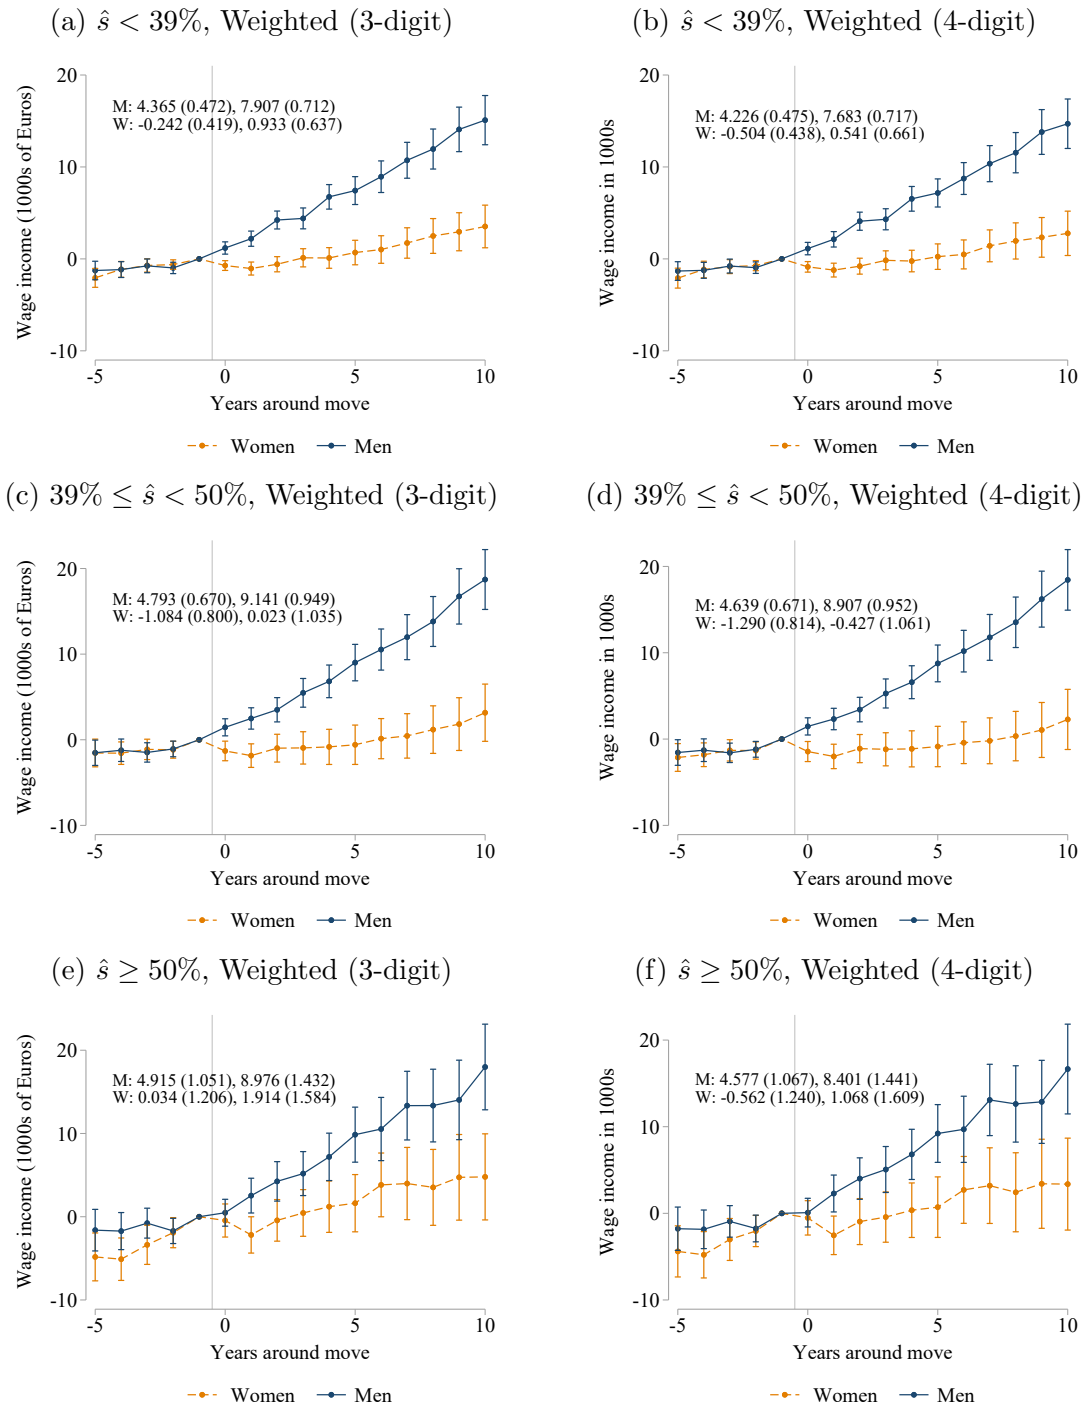 (a) ŝ < 39%, Weighted (3-digit)
Wage income (1000s of Euros)
20
10
0
-10
M: 4.365 (0.472), 7.907 (0.712)
W: -0.242 (0.419), 0.933 (0.637)
-5 0 5 10
Years around move
Women Men
(b) ŝ < 39%, Weighted (4-digit)
Wage income in 1000s
20
10
0
-10
M: 4.226 (0.475), 7.683 (0.717)
W: -0.504 (0.438), 0.541 (0.661)
-5 0 5 10
Years around move
Women Men
(c) 39% ≤ ŝ < 50%, Weighted (3-digit)
Wage income (1000s of Euros)
20
10
0
-10
M: 4.793 (0.670), 9.141 (0.949)
W: -1.084 (0.800), 0.023 (1.035)
-5 0 5 10
Years around move
Women Men
(d) 39% ≤ ŝ < 50%, Weighted (4-digit)
Wage income in 1000s
20
10
0
-10
M: 4.639 (0.671), 8.907 (0.952)
W: -1.290 (0.814), -0.427 (1.061)
-5 0 5 10
Years around move
Women Men
(e) ŝ ≥ 50%, Weighted (3-digit)
Wage income (1000s of Euros)
20
10
0
-10
M: 4.915 (1.051), 8.976 (1.432)
W: 0.034 (1.206), 1.914 (1.584)
-5 0 5 10
Years around move
Women Men
(f) ŝ ≥ 50%, Weighted (4-digit)
Wage income in 1000s
20
10
0
-10
M: 4.577 (1.067), 8.401 (1.441)
W: -0.562 (1.240), 1.068 (1.609)
-5 0 5 10
Years around move
Women Men